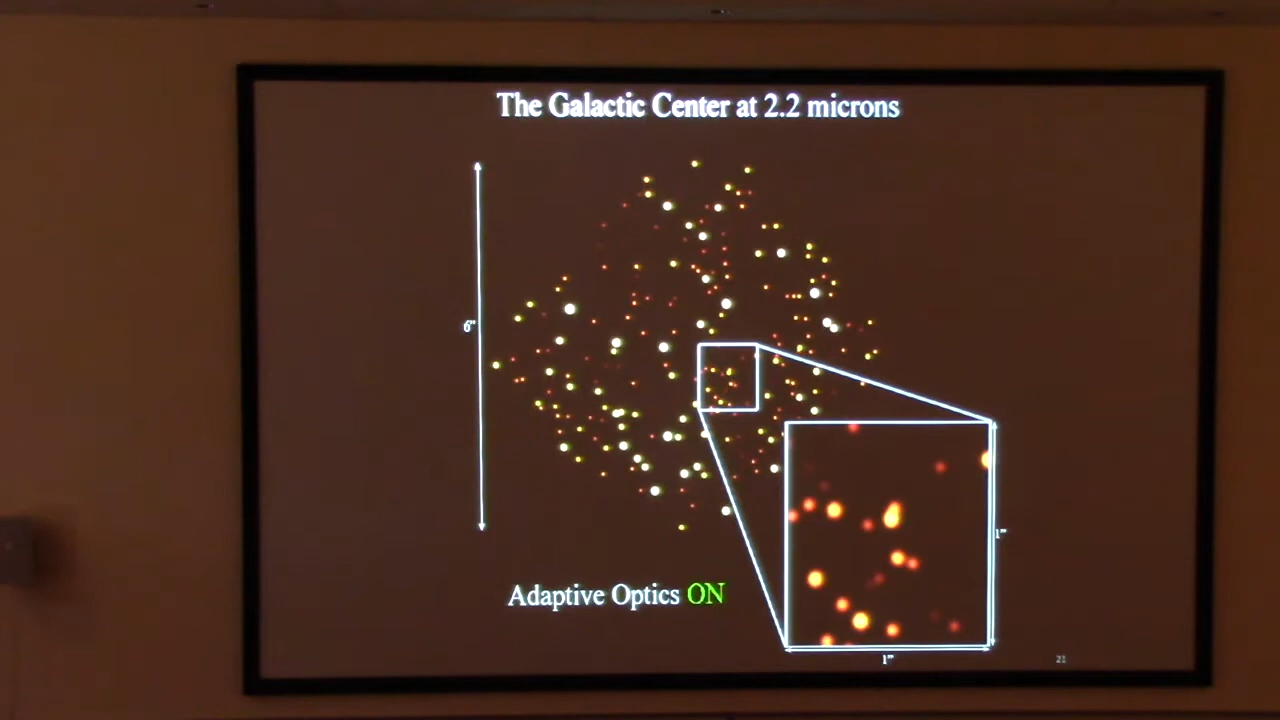 The Galactic Center at 2.2 microns
6"
1"
Adaptive Optics ON
1"
21